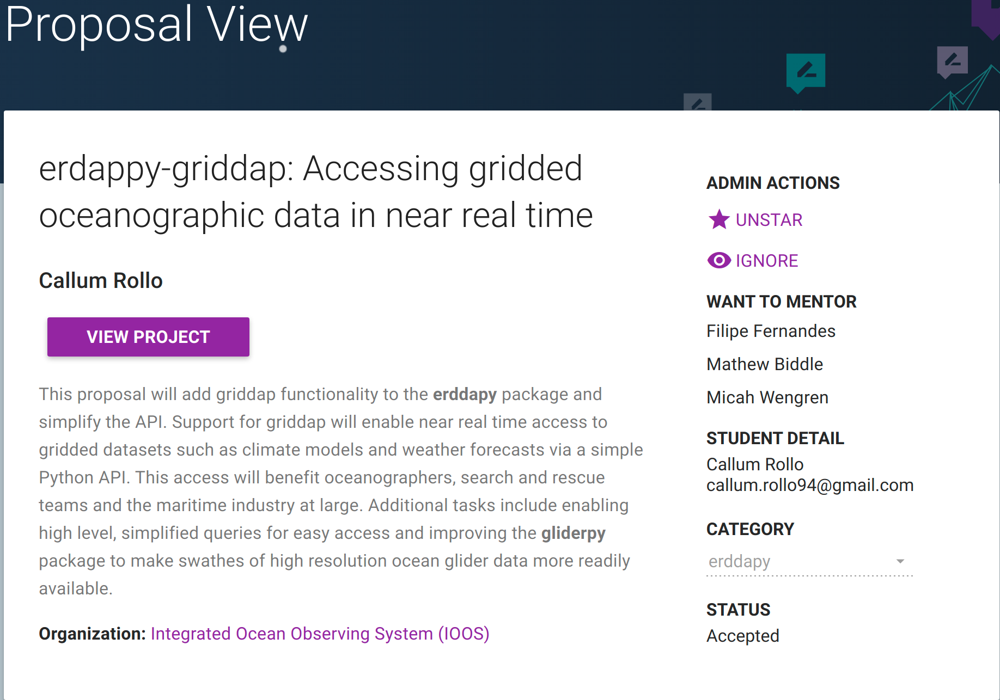 Proposal View
erdappy-griddap: Accessing gridded
oceanographic data in near real time
Callum Rollo
VIEW PROJECT
This proposal will add griddap functionality to the erddapy package and
simplify the API. Support for griddap will enable near real time access to
gridded datasets such as climate models and weather forecasts via a simple
Python API. This access will benefit oceanographers, search and rescue
teams and the maritime industry at large. Additional tasks include enabling
high level, simplified queries for easy access and improving the gliderpy
package to make swathes of high resolution ocean glider data more readily
available.
Organization: Integrated Ocean Observing System (IOOS)
ADMIN ACTIONS
UNSTAR
IGNORE
WANT TO MENTOR
Filipe Fernandes
Mathew Biddle
Micah Wengren
STUDENT DETAIL
Callum Rollo
callum.rollo94@gmail.com
CATEGORY
erddapy
STATUS
Accepted